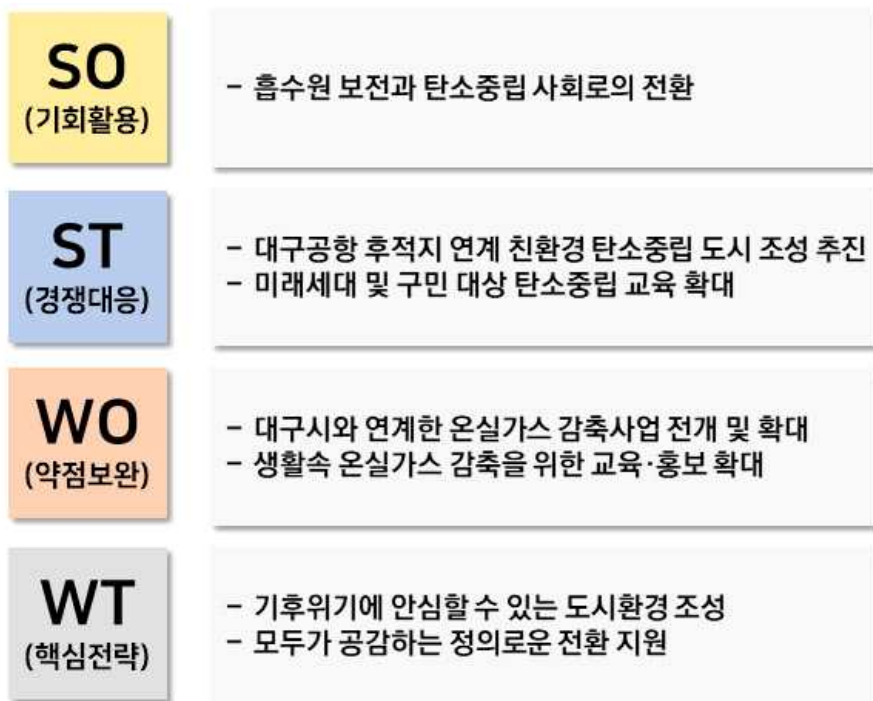 SO
(기회활용)
- 흡수원 보전과 탄소중립 사회로의 전환
ST
(경쟁대응)
- 대구공항 후적지 연계 친환경 탄소중립 도시 조성 추진
- 미래세대 및 구민 대상 탄소중립 교육 확대
WO
(약점보완)
- 대구시와 연계한 온실가스 감축사업 전개 및 확대
- 생활속 온실가스 감축을 위한 교육·홍보 확대
WT
(핵심전략)
- 기후위기에 안심할 수 있는 도시환경 조성
- 모두가 공감하는 정의로운 전환 지원